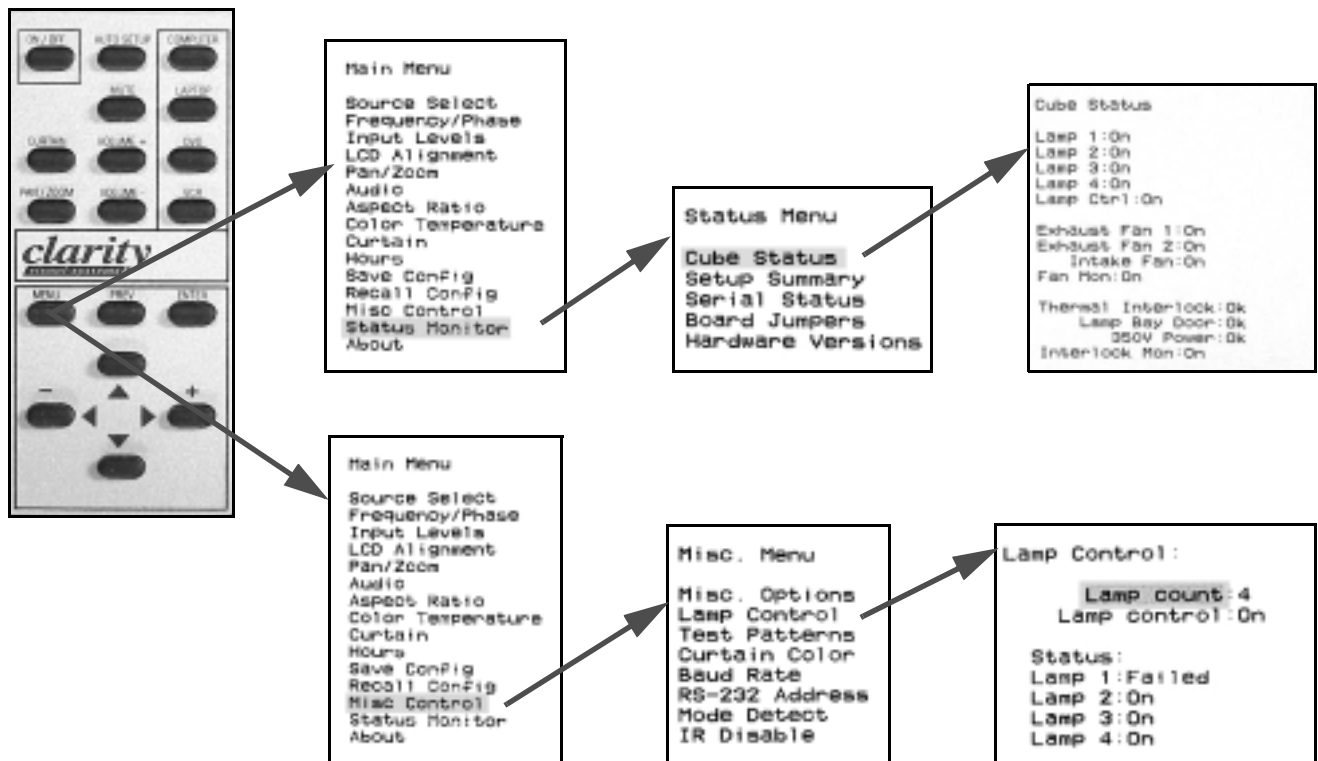 ON / OFF
AUTO SETUP
COMPUTER
MUTE
LAPTOP
CURTAIN
VOLUME +
DVD
PAN / ZOOM
VOLUME -
VCR
clarity
MENU
PREV
ENTER
-
+
Main Menu
Source Select
Frequency/Phase
Input Levels
LCD Alignment
Pan/Zoom
Audio
Aspect Ratio
Color Temperature
Curtain
Hours
Save Config
Recall Config
Misc Control
Status Monitor
About
Status Menu
Cube Status
Setup Summary
Serial Status
Board Jumpers
Hardware Versions
Cube Status
Lamp 1:On
Lamp 2:On
Lamp 3:On
Lamp 4:On
Lamp Ctrl:On
Exhaust Fan 1:On
Exhaust Fan 2:On
Intake Fan:On
Fan Mon:On
Thermal Interlock:Ok
Lamp Bay Door:Ok
350V Power:Ok
Interlock Mon:On
Main Menu
Source Select
Frequency/Phase
Input Levels
LCD Alignment
Pan/Zoom
Audio
Aspect Ratio
Color Temperature
Curtain
Hours
Save Config
Recall Config
Misc Control
Status Monitor
About
Misc. Menu
Misc. Options
Lamp Control
Test Patterns
Curtain Color
Baud Rate
RS-232 Address
Mode Detect
IR Disable
Lamp Control:
Lamp count:4
Lamp control:On
Status:
Lamp 1:Failed
Lamp 2:On
Lamp 3:On
Lamp 4:On